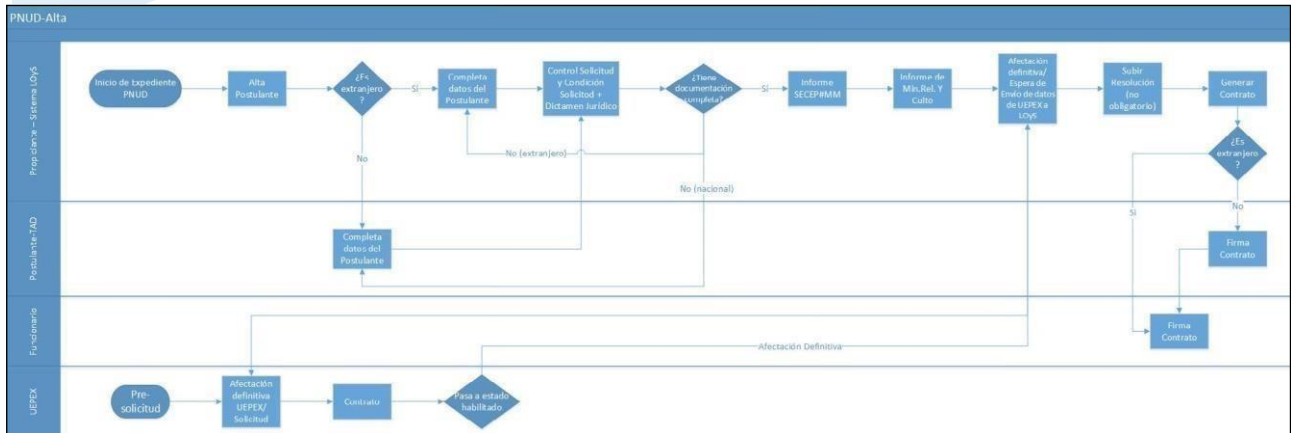 PNUD-Alta
Propiciante – Sistema LOyS
Inicio de Expediente
PNUD
Alta
Postulante
¿Es
extranjero
?
Sí
Completa
datos del
Postulante
Control Solicitud
y Condición
Solicitud +
Dictamen Jurídico
¿Tiene
documentación
completa?
Sí
Informe
SECEP#MM
Informe de
Min.Rel. Y
Culto
Afectación
definitiva/
Espera de
Envío de datos
de UEPEX a
LOyS
Subir
Resolución
(no
obligatorio)
Generar
Contrato
¿Es
extranjero
?
No
No (extranjero)
No (nacional)
Sí
No
Postulante-TAD
Completa
datos del
Postulante
Firma
Contrato
Funcionario
Firma
Contrato
Afectación Definitiva
UEPEX
Pre-
solicitud
Afectación
definitiva
UEPEX/
Solicitud
Contrato
Pasa a estado
habilitado